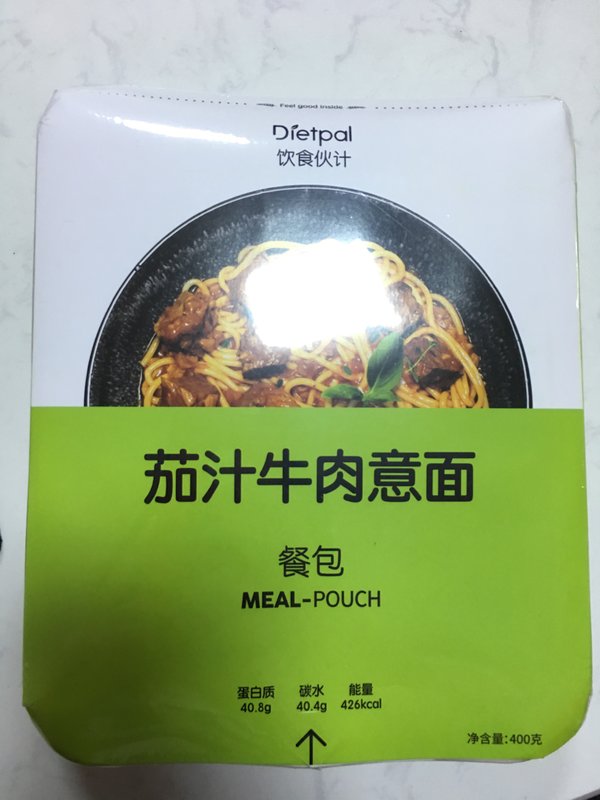 Feel good inside
Dietpal
饮食伙计
茄汁牛肉意面
餐包
MEAL-POUCH
蛋白质 碳水 能量
40.8g 40.4g 426kcal
净含量:400克